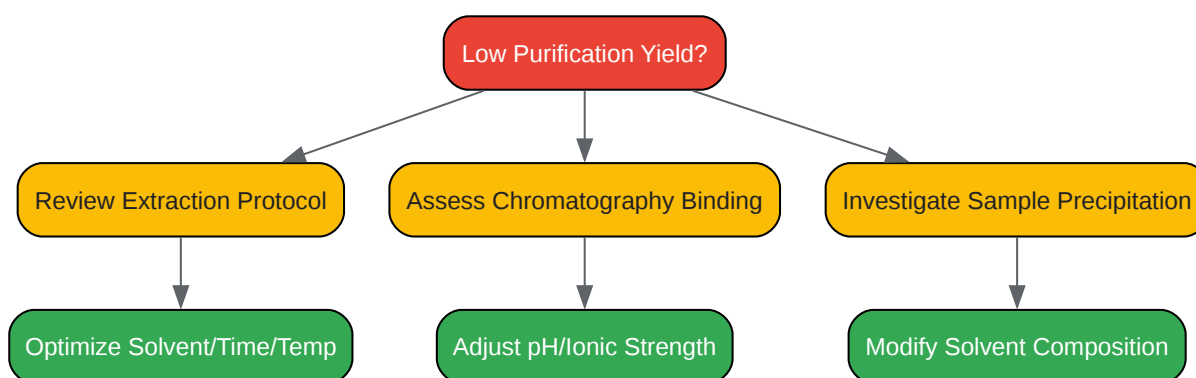 Low Purification Yield?
Review Extraction Protocol
Assess Chromatography Binding
Investigate Sample Precipitation
Optimize Solvent/Time/Temp
Adjust pH/Ionic Strength
Modify Solvent Composition